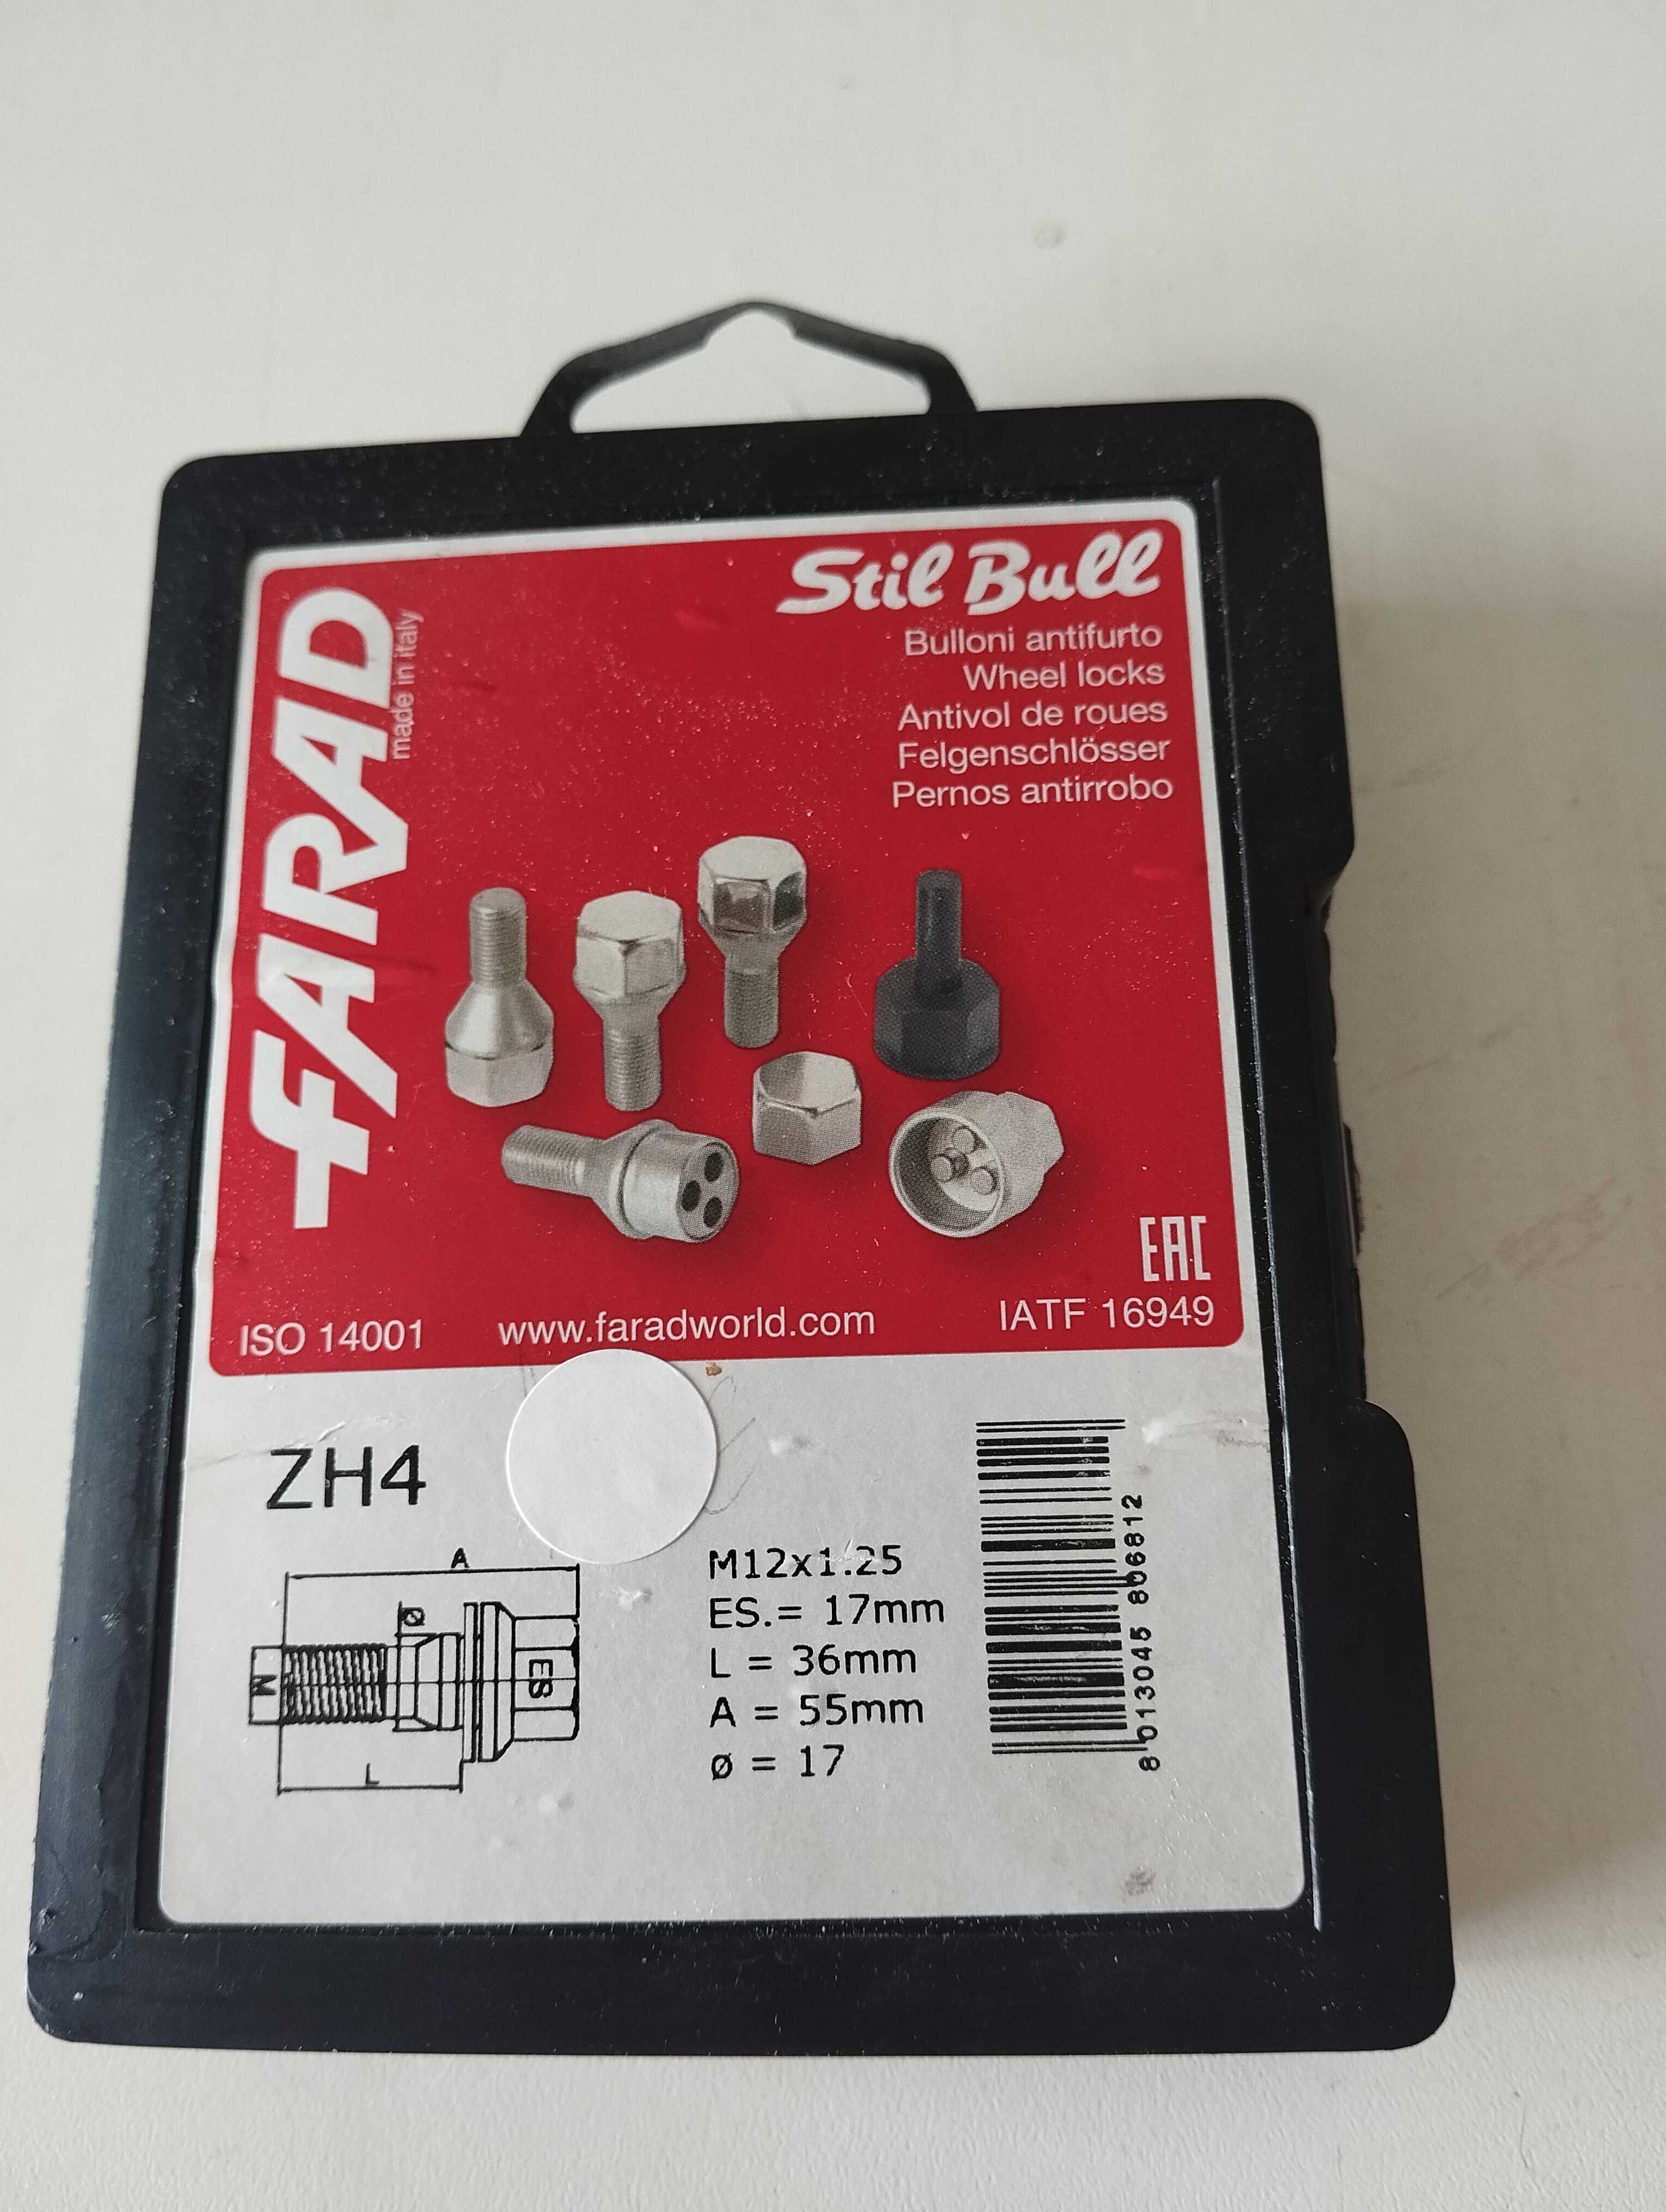 FARAD
made in italy
Stil Bull
Bulloni antifurto
Wheel locks
Antivol de roues
Felgenschlösser
Pernos antirrobo
EAC
ISO 14001
www.faradworld.com
IATF 16949
ZH4
A
ø
M
ES
L
M12x1.25
ES.= 17mm
L = 36mm
A = 55mm
ø = 17
8 013045 806812